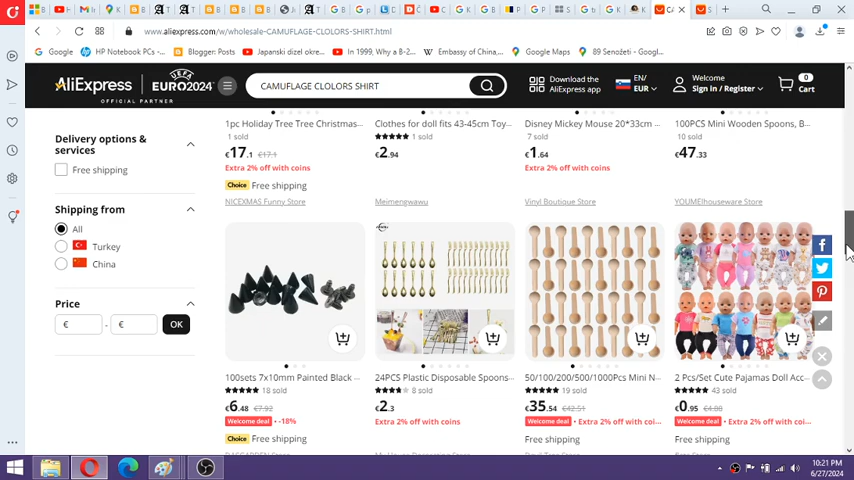 www.aliexpress.com/w/wholesale-CAMUFLAGE-CLOLORS-SHIRT.html
Google
HP Notebook PC's -...
Blogger: Posts
Japanski dizel okre...
In 1999, Why a B-2...
Embassy of China,...
Google Maps
89 Senožeti - Googl...
AliExpress
OFFICIAL PARTNER
UEFA
EURO2024
CAMUFLAGE CLOLORS SHIRT
Download the
AliExpress app
EN/
EUR
Welcome
Sign in / Register
0
Cart
Delivery options &
services
Free shipping
Shipping from
All
Turkey
China
Price
€ - € OK
1pc Holiday Tree Tree Christmas...
1 sold
€17.1 €17.1
Extra 2% off with coins
Choice Free shipping
NICEXMAS Funny Store
Clothes for doll fits 43-45cm Toy...
1 sold
€2.94
Meimengwawu
Disney Mickey Mouse 20*33cm ...
7 sold
€1.64
Extra 2% off with coins
Vinyl Boutique Store
100PCS Mini Wooden Spoons, B...
10 sold
€47.33
YOUMEIhouseware Store
100sets 7x10mm Painted Black ...
18 sold
€6.48 €7.92
Welcome deal • -18%
Choice Free shipping
24PCS Plastic Disposable Spoons...
8 sold
€2.3
Extra 2% off with coins
50/100/200/500/1000Pcs Mini N...
19 sold
€35.54 €42.51
Welcome deal • Extra 2% off with coi...
Free shipping
2 Pcs/Set Cute Pajamas Doll Acc...
43 sold
€0.95 €4.88
Welcome deal • Extra 2% off with coi...
Free shipping
10:21 PM
6/27/2024